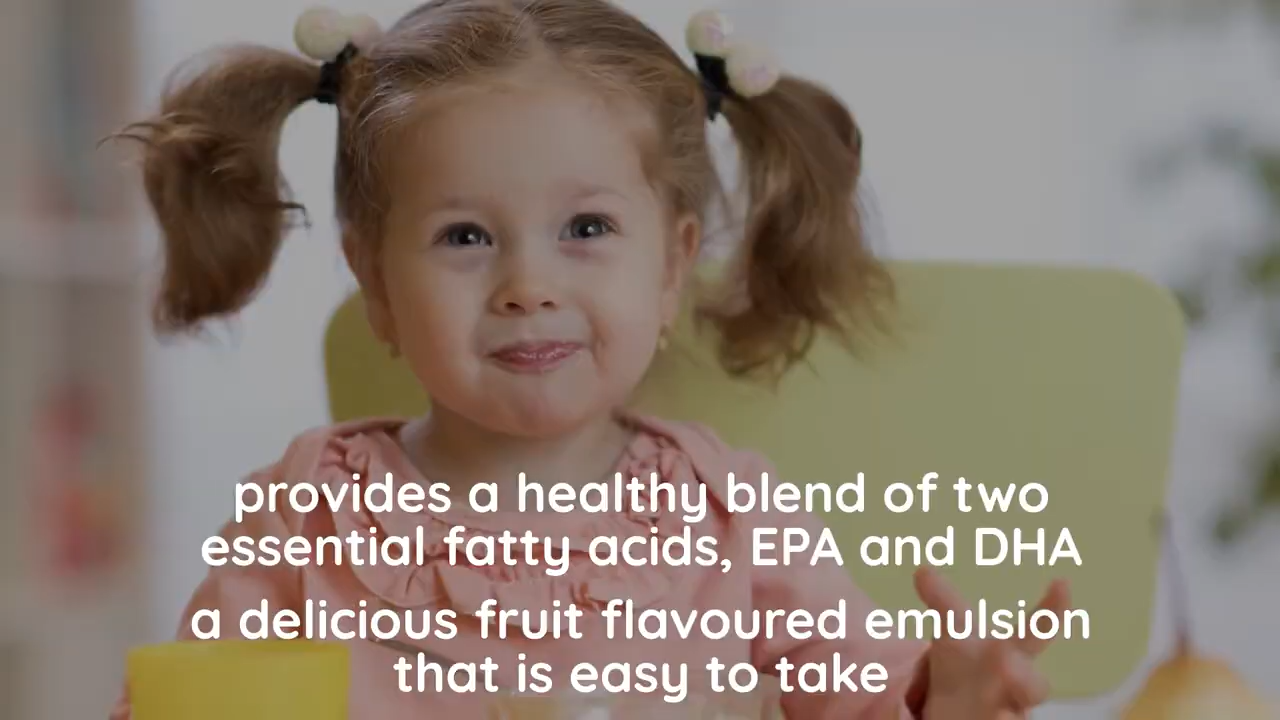 provides a healthy blend of two
essential fatty acids, EPA and DHA
a delicious fruit flavoured emulsion
that is easy to take